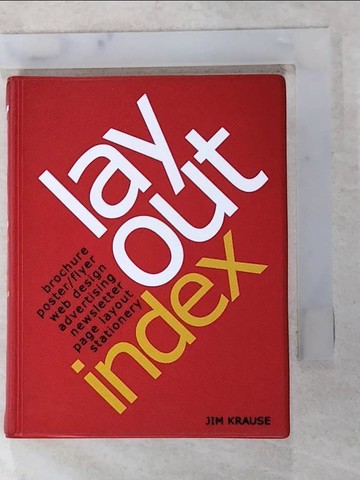 lay
out
index
brochure
poster/flyer
web design
advertising
newsletter
page layout
stationery
JIM KRAUSE